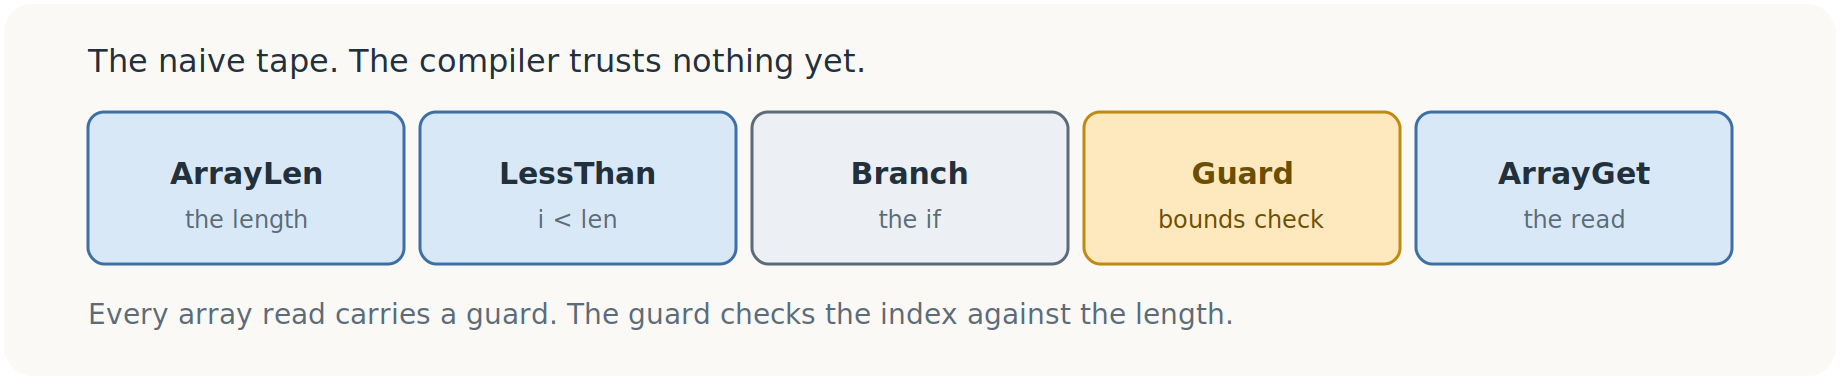 The naive tape. The compiler trusts nothing yet.
ArrayLen
the length
LessThan
i < len
Branch
the if
Guard
bounds check
ArrayGet
the read
Every array read carries a guard. The guard checks the index against the length.